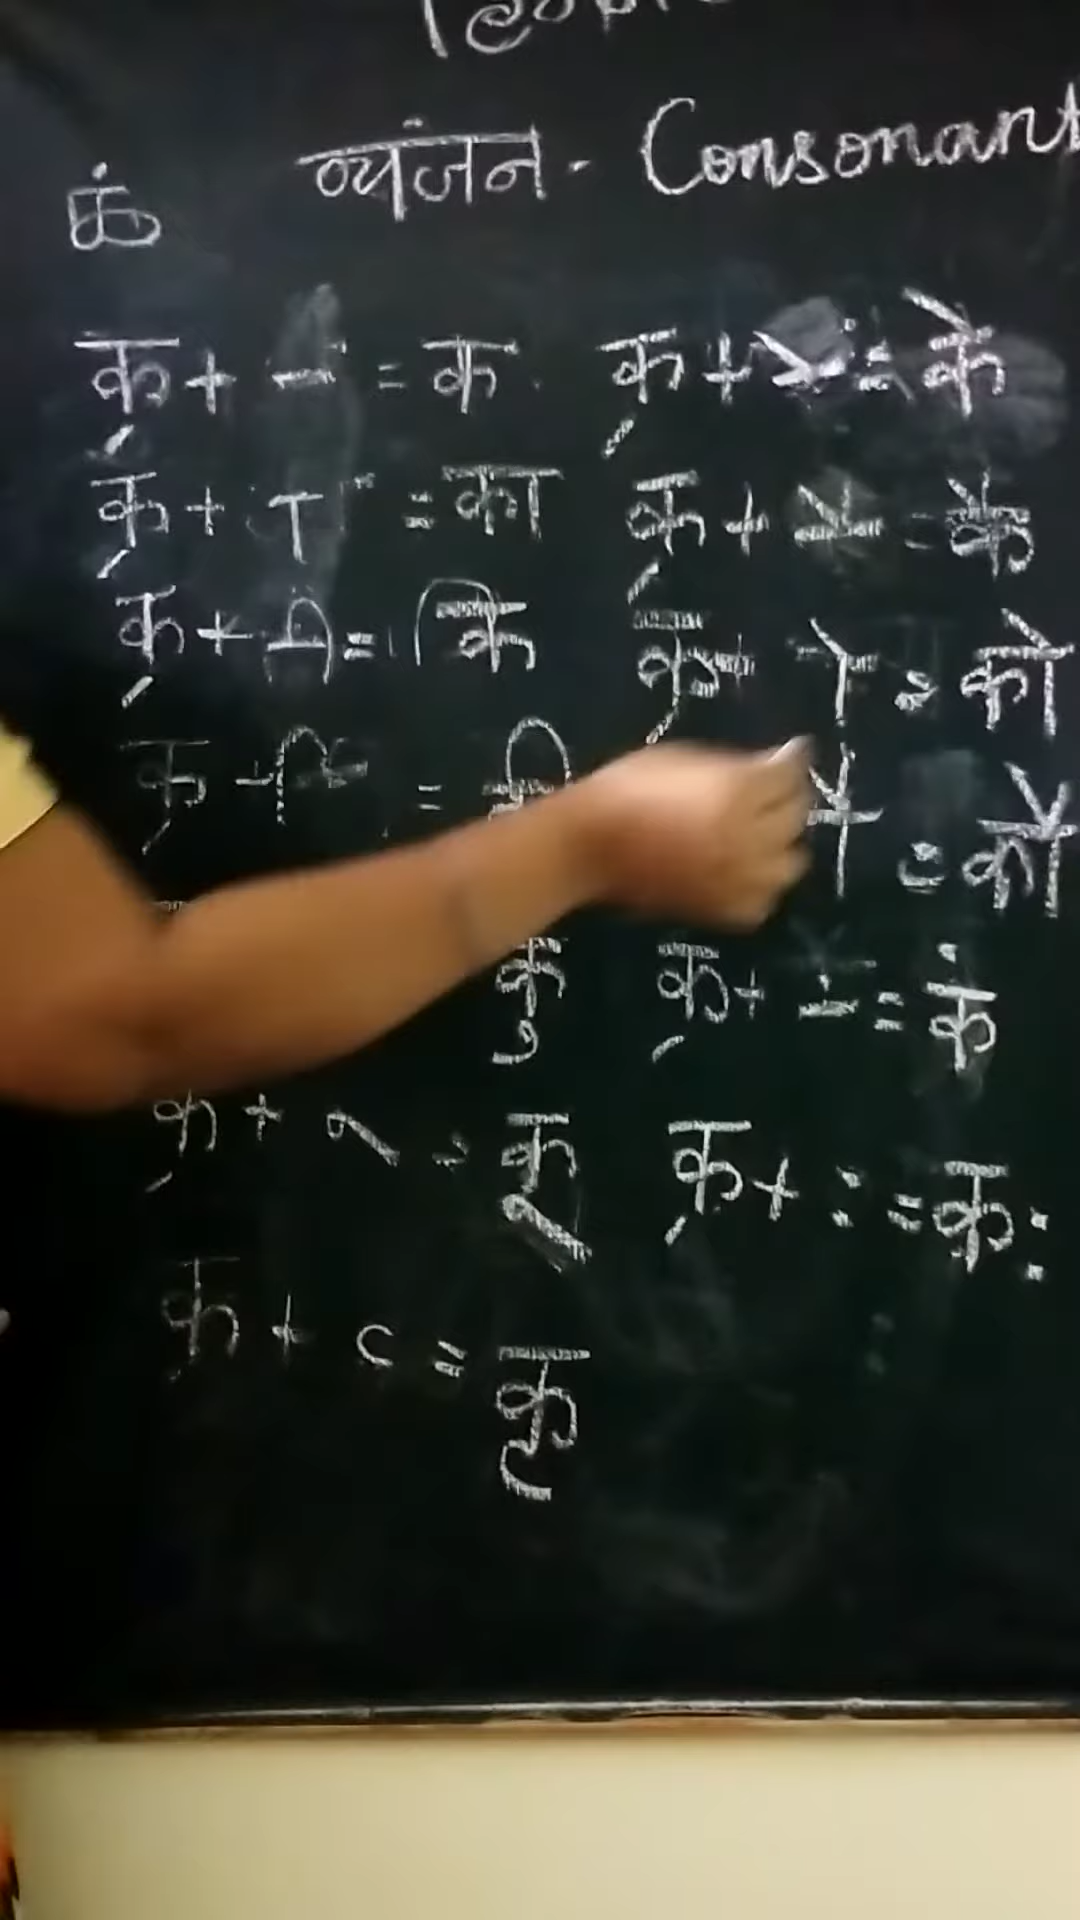 व्यंजन - Consonant
க்
क् + – = क
क् + ा = का
क् + ि = कि
क् + ी =
कु
क् + ू = कू
क् + ृ = कृ
क् + े = के
क् + ै = कै
क् + ो = को
ौ = कौ
क् + ं = कं
क् + : = क: